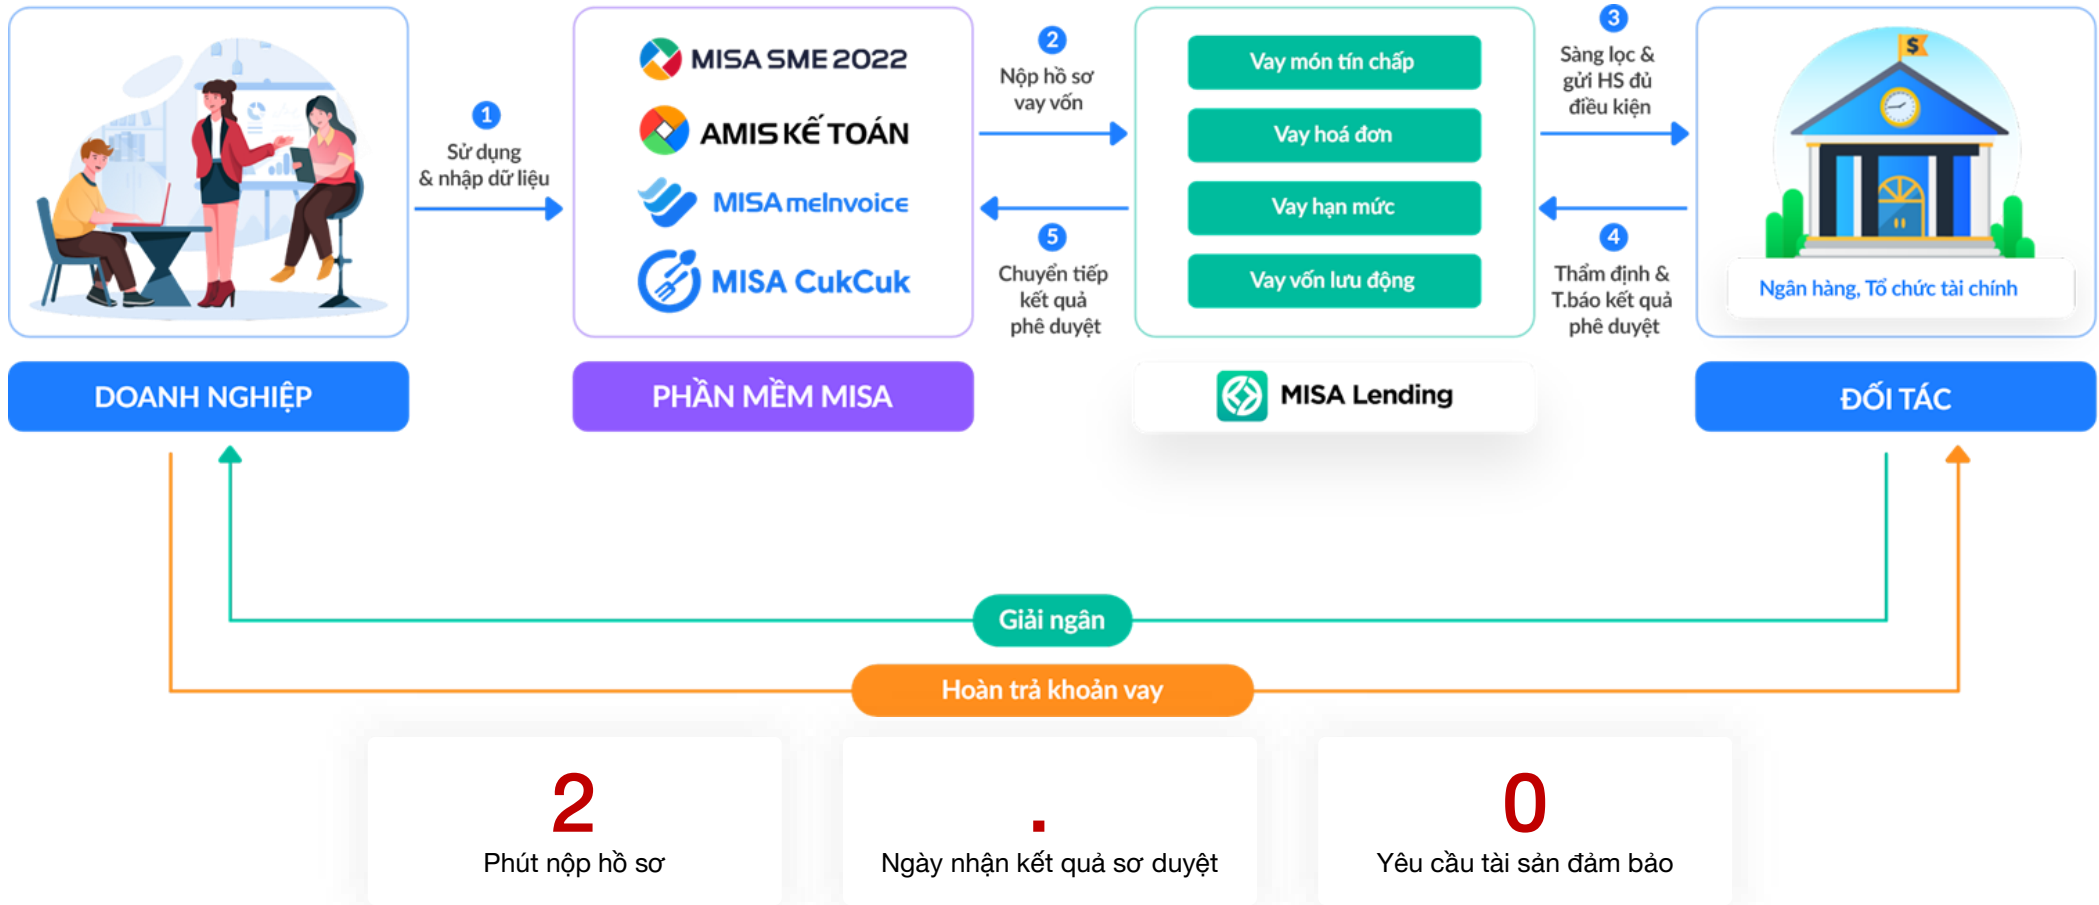 1
Sử dụng
& nhập dữ liệu
MISA SME 2022
AMIS KẾ TOÁN
MISA meInvoice
MISA CukCuk
2
Nộp hồ sơ
vay vốn
5
Chuyển tiếp
kết quả
phê duyệt
Vay món tín chấp
Vay hoá đơn
Vay hạn mức
Vay vốn lưu động
3
Sàng lọc &
gửi HS đủ
điều kiện
4
Thẩm định &
T.báo kết quả
phê duyệt
$
Ngân hàng, Tổ chức tài chính
DOANH NGHIỆP
PHẦN MỀM MISA
MISA Lending
ĐỐI TÁC
Giải ngân
Hoàn trả khoản vay
2
Phút nộp hồ sơ
.
Ngày nhận kết quả sơ duyệt
0
Yêu cầu tài sản đảm bảo